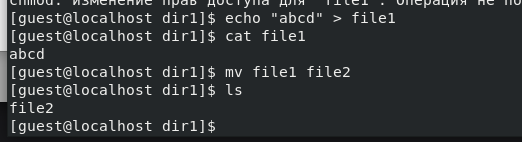 chmod: изменение прав доступа для "file1": операция не по
[guest@localhost dir1]$ echo "abcd" > file1
[guest@localhost dir1]$ cat file1
abcd
[guest@localhost dir1]$ mv file1 file2
[guest@localhost dir1]$ ls
file2
[guest@localhost dir1]$